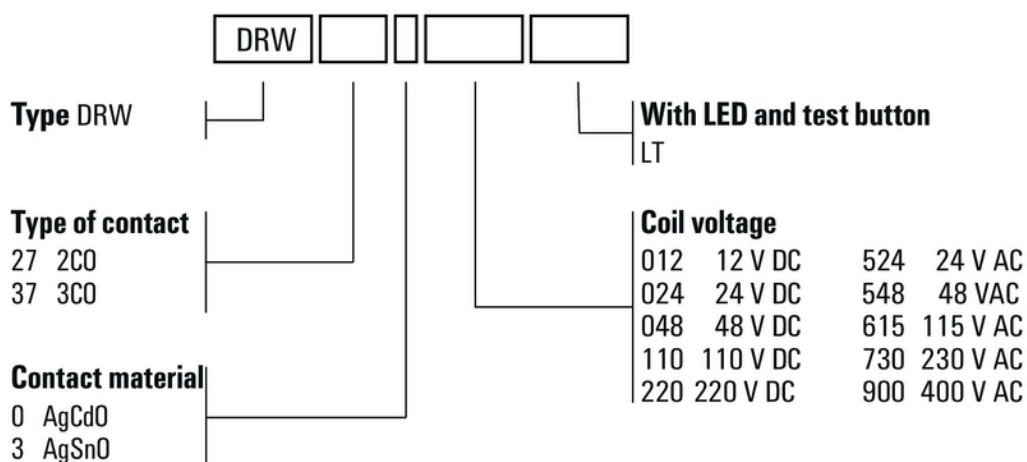 DRW
Type DRW
With LED and test button
LT
Type of contact
27 2CO
37 3CO
Coil voltage
012 12 V DC 524 24 V AC
024 24 V DC 548 48 VAC
048 48 V DC 615 115 V AC
110 110 V DC 730 230 V AC
220 220 V DC 900 400 V AC
Contact material
0 AgCdO
3 AgSnO